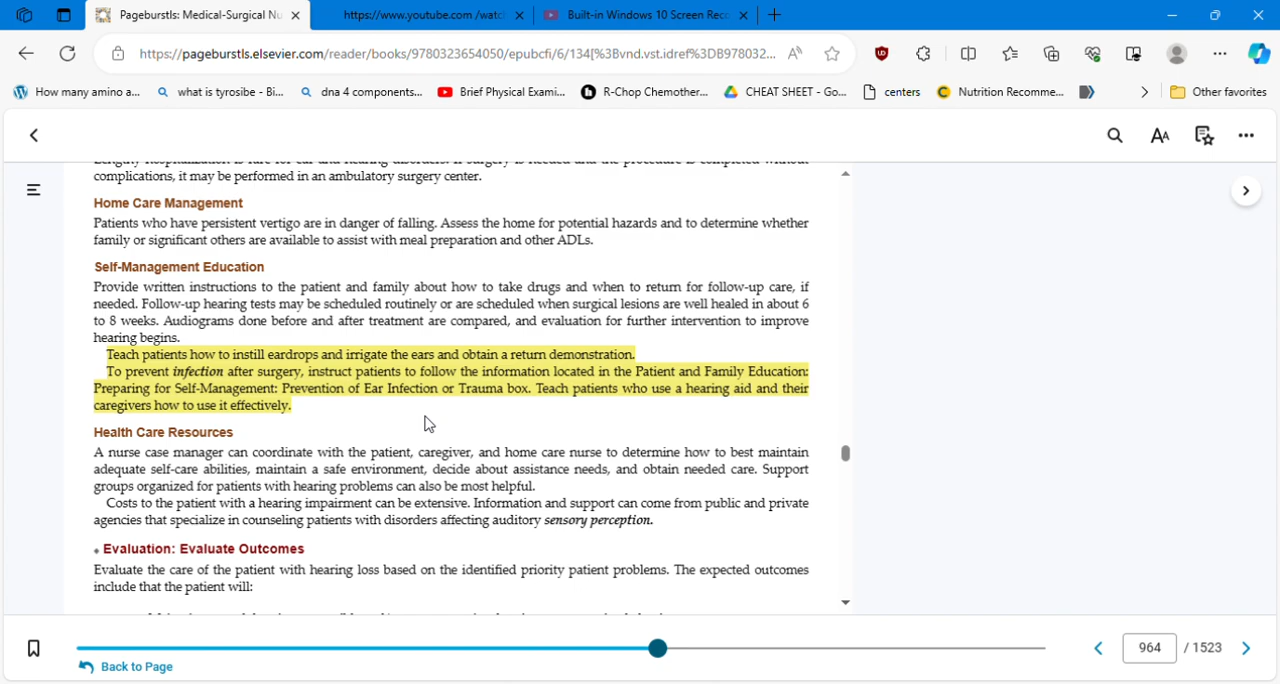 Pageburstls: Medical-Surgical Nu
https://www.youtube.com/watc
Built-in Windows 10 Screen Rec
https://pageburstls.elsevier.com/reader/books/9780323654050/epubcfi/6/134[%3Bvnd.vst.idref%3DB978032...
How many amino a...
what is tyrosibe - Bi...
dna 4 components...
Brief Physical Exami...
R-Chop Chemother...
CHEAT SHEET - Go...
centers
Nutrition Recomme...
Other favorites
complications, it may be performed in an ambulatory surgery center.
Home Care Management
Patients who have persistent vertigo are in danger of falling. Assess the home for potential hazards and to determine whether
family or significant others are available to assist with meal preparation and other ADLs.
Self-Management Education
Provide written instructions to the patient and family about how to take drugs and when to return for follow-up care, if
needed. Follow-up hearing tests may be scheduled routinely or are scheduled when surgical lesions are well healed in about 6
to 8 weeks. Audiograms done before and after treatment are compared, and evaluation for further intervention to improve
hearing begins.
Teach patients how to instill eardrops and irrigate the ears and obtain a return demonstration.
To prevent infection after surgery, instruct patients to follow the information located in the Patient and Family Education:
Preparing for Self-Management: Prevention of Ear Infection or Trauma box. Teach patients who use a hearing aid and their
caregivers how to use it effectively.
Health Care Resources
A nurse case manager can coordinate with the patient, caregiver, and home care nurse to determine how to best maintain
adequate self-care abilities, maintain a safe environment, decide about assistance needs, and obtain needed care. Support
groups organized for patients with hearing problems can also be most helpful.
Costs to the patient with a hearing impairment can be extensive. Information and support can come from public and private
agencies that specialize in counseling patients with disorders affecting auditory sensory perception.
Evaluation: Evaluate Outcomes
Evaluate the care of the patient with hearing loss based on the identified priority patient problems. The expected outcomes
include that the patient will:
964 / 1523
Back to Page